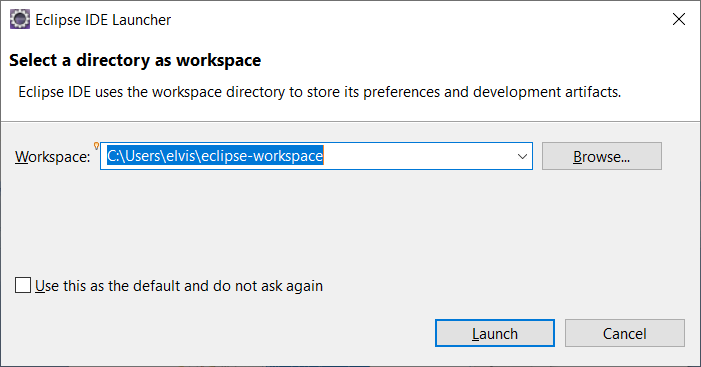 Eclipse IDE Launcher
Select a directory as workspace
Eclipse IDE uses the workspace directory to store its preferences and development artifacts.
Workspace: C:\Users\elvis\eclipse-workspace Browse...
Use this as the default and do not ask again
Launch Cancel